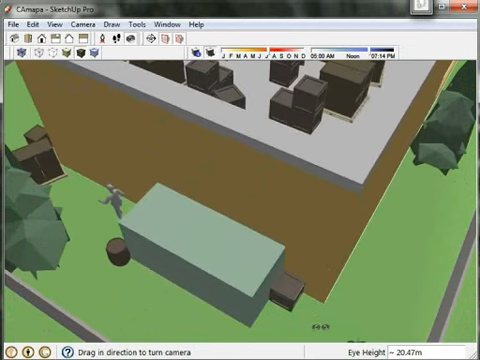 CAmapa - SketchUp Pro
File Edit View Camera Draw Tools Window Help
J F M A M J J A S O N D 05:00 AM Noon 07:14 PM
Drag in direction to turn camera Eye Height ~ 20.47m